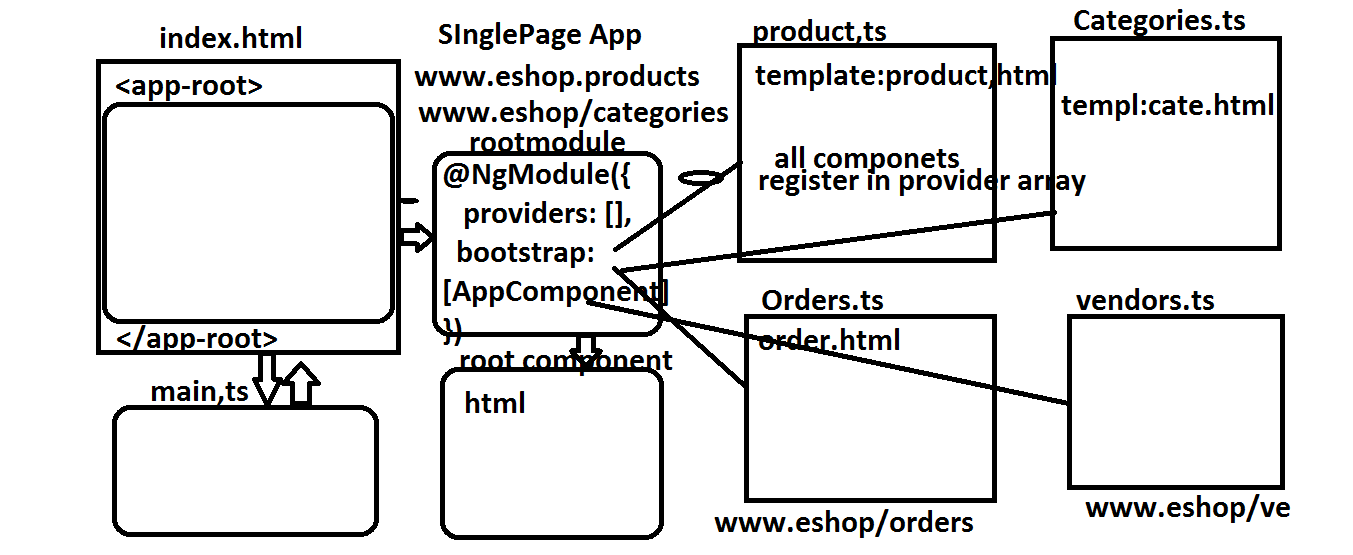 index.html
<app-root>
</app-root>
main,ts
SInglePage App
www.eshop.products
www.eshop/categories
rootmodule
@NgModule({
providers: [],
bootstrap:
[AppComponent]
})
root component
html
product,ts
template:product,html
all componets
register in provider array
Categories.ts
templ:cate.html
Orders.ts
order.html
www.eshop/orders
vendors.ts
www.eshop/ve